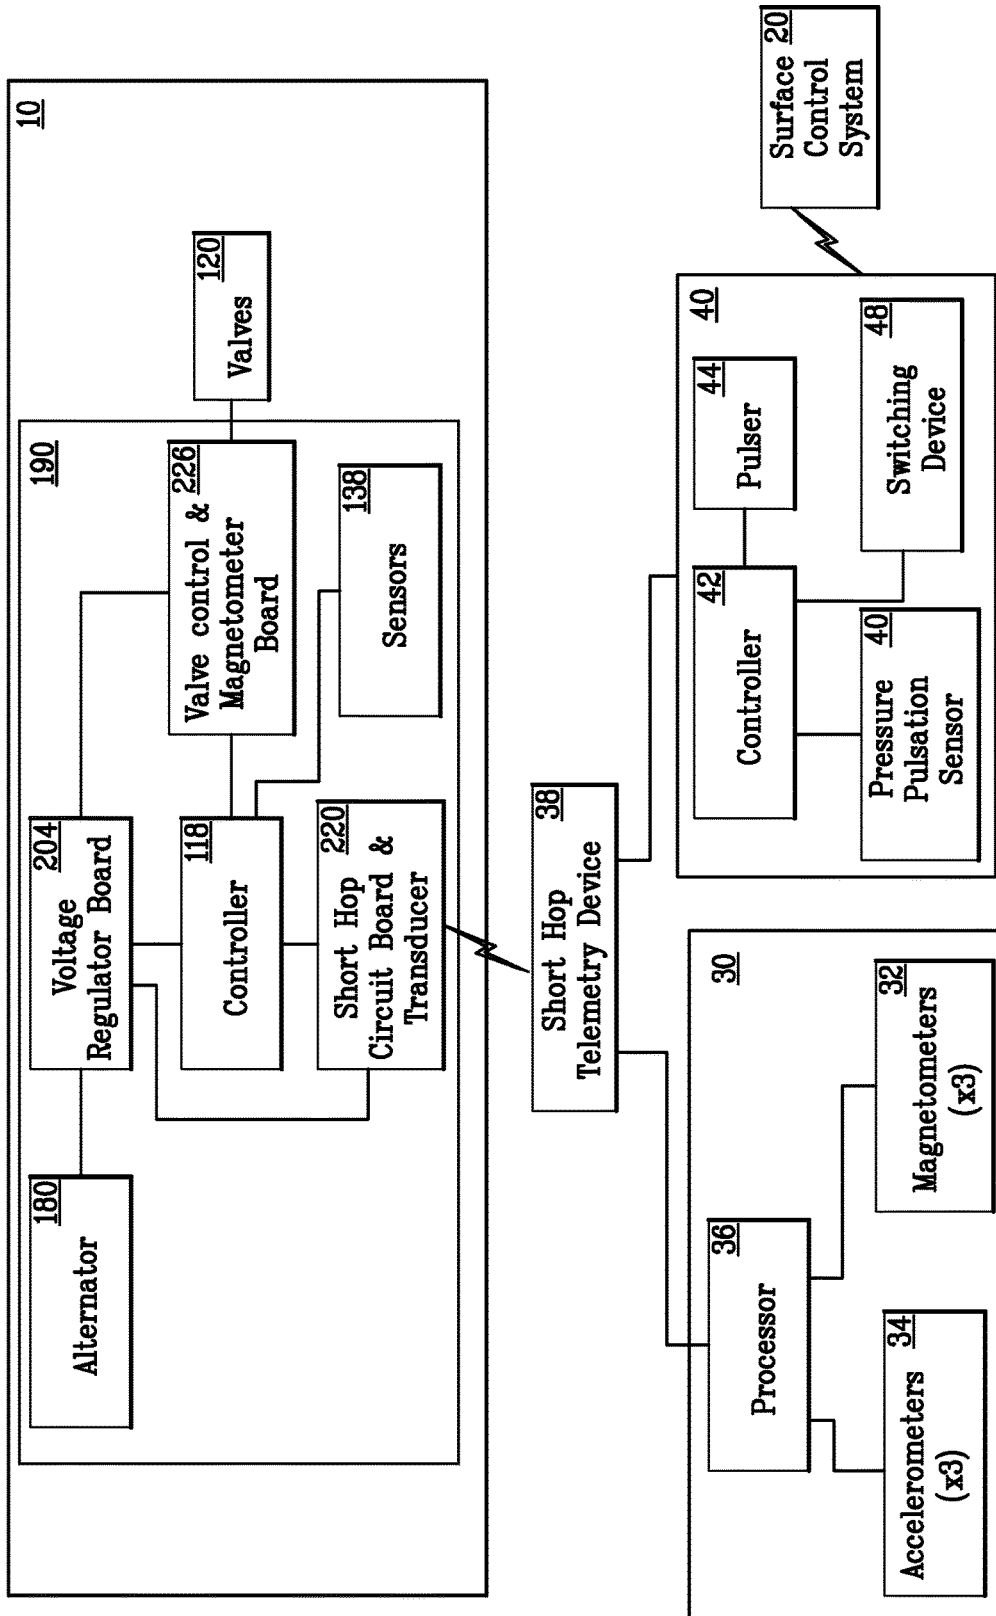 10
190
180
Alternator
204
Voltage
Regulator Board
118
Controller
220
Short Hop
Circuit Board &
Transducer
226
Valve control &
Magnetometer
Board
138
Sensors
120
Valves
38
Short Hop
Telemetry Device
30
36
Processor
34
Accelerometers
(x3)
32
Magnetometers
(x3)
40
42
Controller
44
Pulser
40
Pressure
Pulsation
Sensor
48
Switching
Device
Surface 20
Control
System